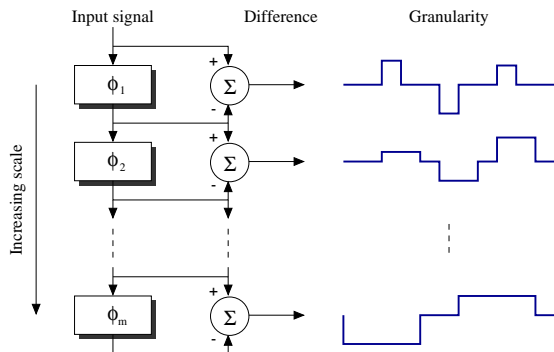 Input signal
Difference
Granularity
Increasing scale
+
ϕ1
Σ
-
+
ϕ2
Σ
-
+
ϕm
Σ
-